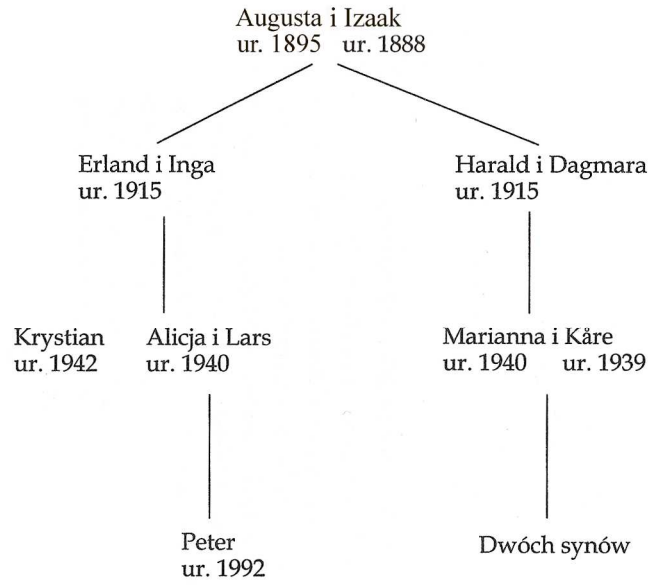 Augusta i Izaak
ur. 1895 ur. 1888
Erland i Inga
ur. 1915
Harald i Dagmara
ur. 1915
Krystian
ur. 1942
Alicja i Lars
ur. 1940
Marianna i Kåre
ur. 1940 ur. 1939
Peter
ur. 1992
Dwóch synów